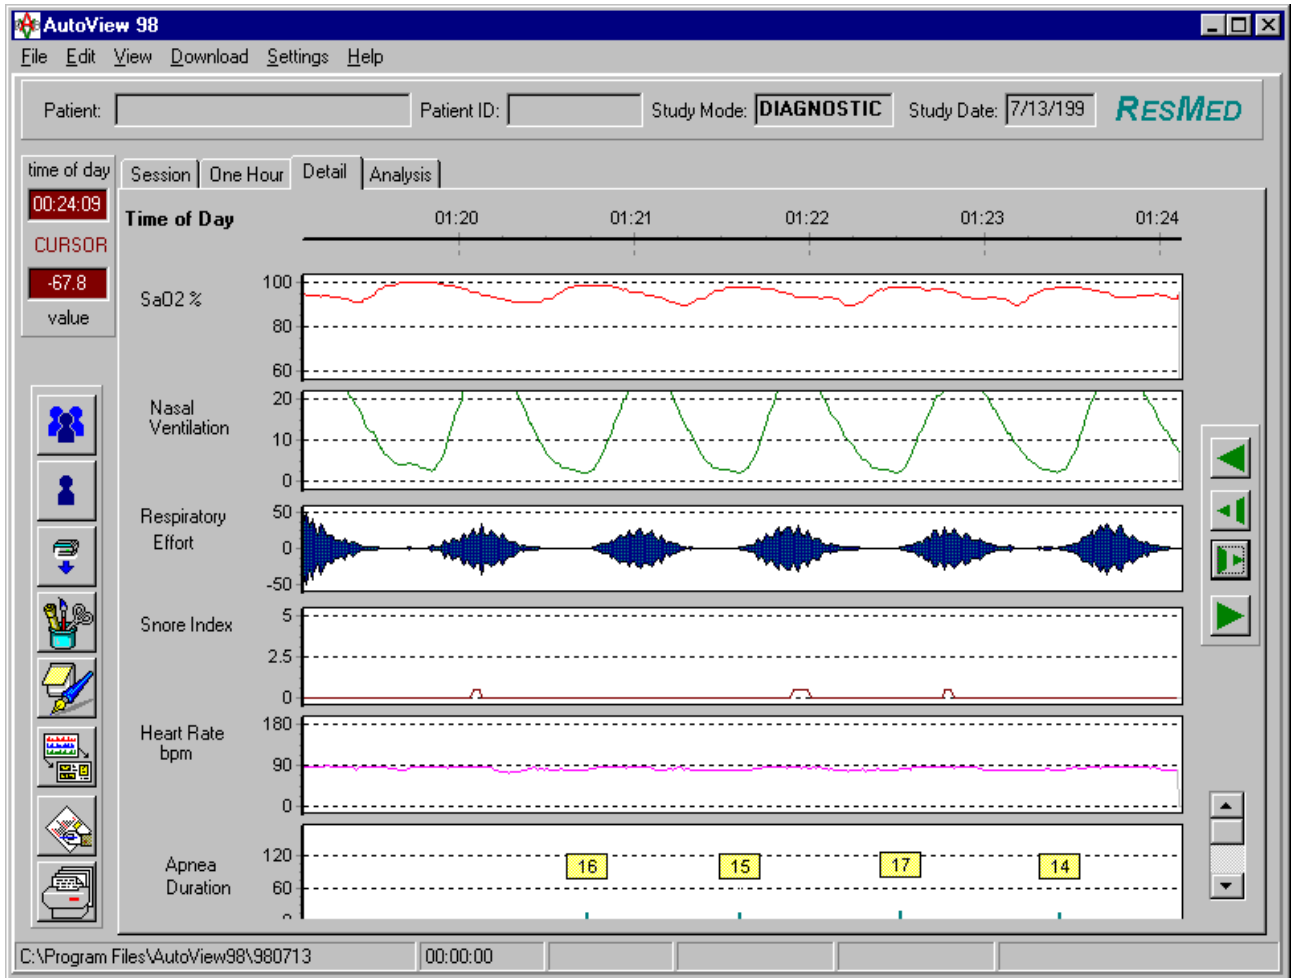 AutoView 98
File Edit View Download Settings Help
Patient: Patient ID: Study Mode: DIAGNOSTIC Study Date: 7/13/199 RESMED
time of day
00:24:09
CURSOR
-67.8
value
Session One Hour Detail Analysis
Time of Day 01:20 01:21 01:22 01:23 01:24
SaO2 %
100
80
60
Nasal
Ventilation
20
10
0
Respiratory
Effort
50
0
-50
Snore Index
5
2.5
0
Heart Rate
bpm
180
90
0
Apnea
Duration
120
60
0
16 15 17 14
C:\Program Files\AutoView98\980713 00:00:00